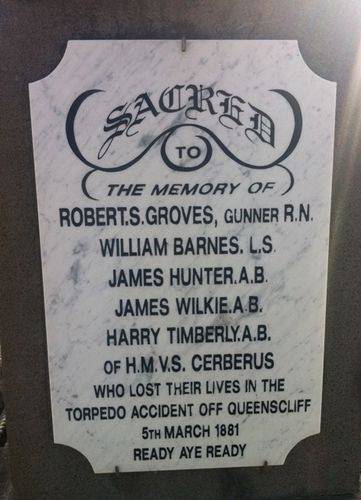 SACRED
TO
THE MEMORY OF
ROBERT.S.GROVES, GUNNER R.N.
WILLIAM BARNES. L.S.
JAMES HUNTER.A.B.
JAMES WILKIE.A.B.
HARRY TIMBERLY.A.B.
OF H.M.V.S. CERBERUS
WHO LOST THEIR LIVES IN THE
TORPEDO ACCIDENT OFF QUEENSCLIFF
5TH MARCH 1881
READY AYE READY